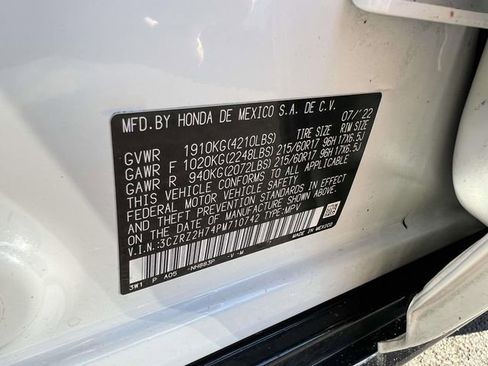 MFD.BY HONDA DE MEXICO S.A. DE C.V. 07/'22
GVWR 1910KG(4210LBS) TIRE SIZE RIM SIZE
GAWR F 1020KG(2248LBS) 215/60R17 96H 17X6.5J
GAWR R 940KG(2072LBS) 215/60R17 96H 17X6.5J
THIS VEHICLE CONFORMS TO ALL APPLICABLE
FEDERAL MOTOR VEHICLE SAFETY STANDARDS IN EFFECT
ON THE DATE OF MANUFACTURE SHOWN ABOVE.
V.I.N:3CZRZ2H74PM710742 TYPE:MPV
MADE IN MEXICO
3W1 P A05 -NH883P -V-M